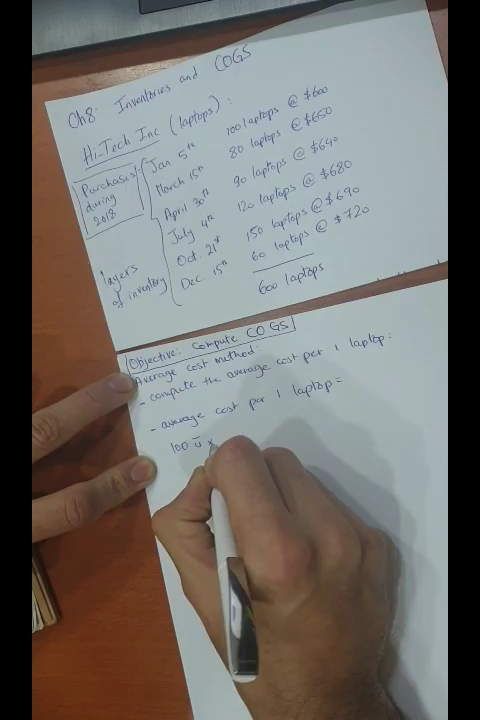 Ch8: Inventories and COGS
Hi-Tech Inc (laptops):
Purchases during 2018
Jan 5th 100 laptops @ $600
March 15th 80 laptops @ $650
April 30th 90 laptops @ $640
July 4th 120 laptops @ $680
Oct. 21st 150 laptops @ $690
Dec. 15th 60 laptops @ $720
600 laptops
layers of inventory
Objective: Compute COGS
Average cost method:
- compute the average cost per 1 laptop:
- average cost per 1 laptop =
100 u x